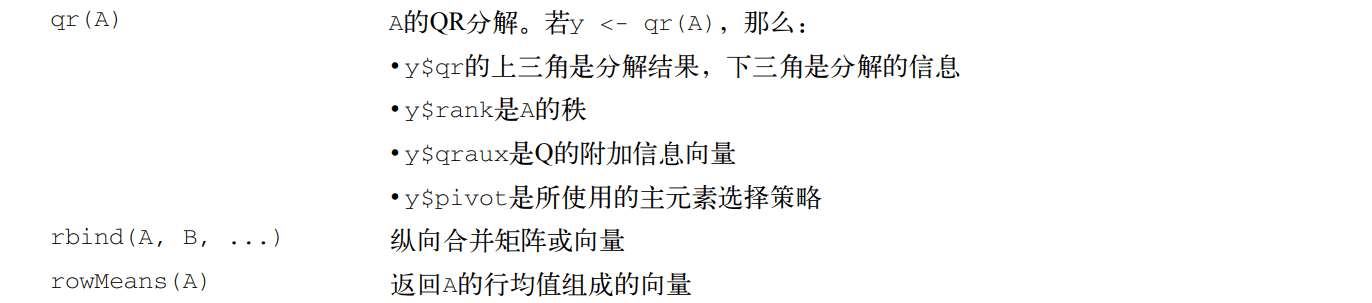 qr(A) A的QR分解。若y <- qr(A)，那么：
•y$qr的上三角是分解结果，下三角是分解的信息
•y$rank是A的秩
•y$qraux是Q的附加信息向量
•y$pivot是所使用的主元素选择策略
rbind(A, B, ...) 纵向合并矩阵或向量
rowMeans(A) 返回A的行均值组成的向量